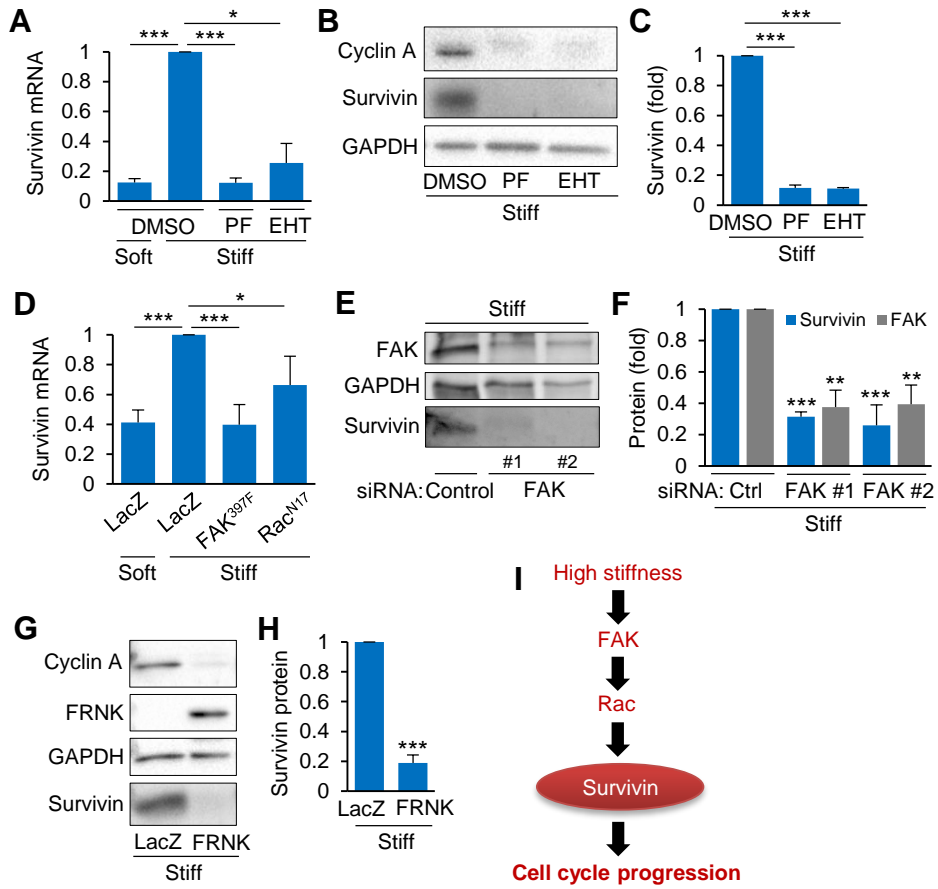 A
Survivin mRNA
1
0.8
0.6
0.4
0.2
0
*
*** ***
DMSO PF EHT
Soft Stiff
B
Cyclin A
Survivin
GAPDH
DMSO PF EHT
Stiff
C
Survivin (fold)
1
0.8
0.6
0.4
0.2
0
***
***
DMSO PF EHT
Stiff
D
Survivin mRNA
1
0.8
0.6
0.4
0.2
0
*
*** ***
LacZ LacZ FAK³⁹⁷F Racᴺ¹⁷
Soft Stiff
E
Stiff
FAK
GAPDH
Survivin
#1 #2
siRNA: Control FAK
F
Protein (fold)
1
0.8
0.6
0.4
0.2
0
Survivin FAK
*** ** *** **
siRNA: Ctrl FAK #1 FAK #2
Stiff
G
Cyclin A
FRNK
GAPDH
Survivin
LacZ FRNK
Stiff
H
Survivin protein
1
0.8
0.6
0.4
0.2
0
***
LacZ FRNK
Stiff
I
High stiffness
FAK
Rac
Survivin
Cell cycle progression